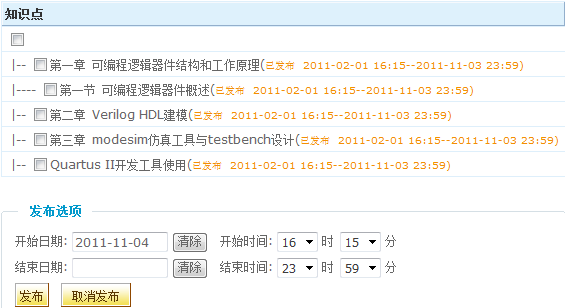 知识点
|-- 第一章 可编程逻辑器件结构和工作原理(已发布 2011-02-01 16:15--2011-11-03 23:59)
|---- 第一节 可编程逻辑器件概述(已发布 2011-02-01 16:15--2011-11-03 23:59)
|-- 第二章 Verilog HDL建模(已发布 2011-02-01 16:15--2011-11-03 23:59)
|-- 第三章 modesim仿真工具与testbench设计(已发布 2011-02-01 16:15--2011-11-03 23:59)
|-- Quartus II开发工具使用(已发布 2011-02-01 16:15--2011-11-03 23:59)
发布选项
开始日期: 2011-11-04 清除 开始时间: 16 时 15 分
结束日期: 清除 结束时间: 23 时 59 分
发布 取消发布